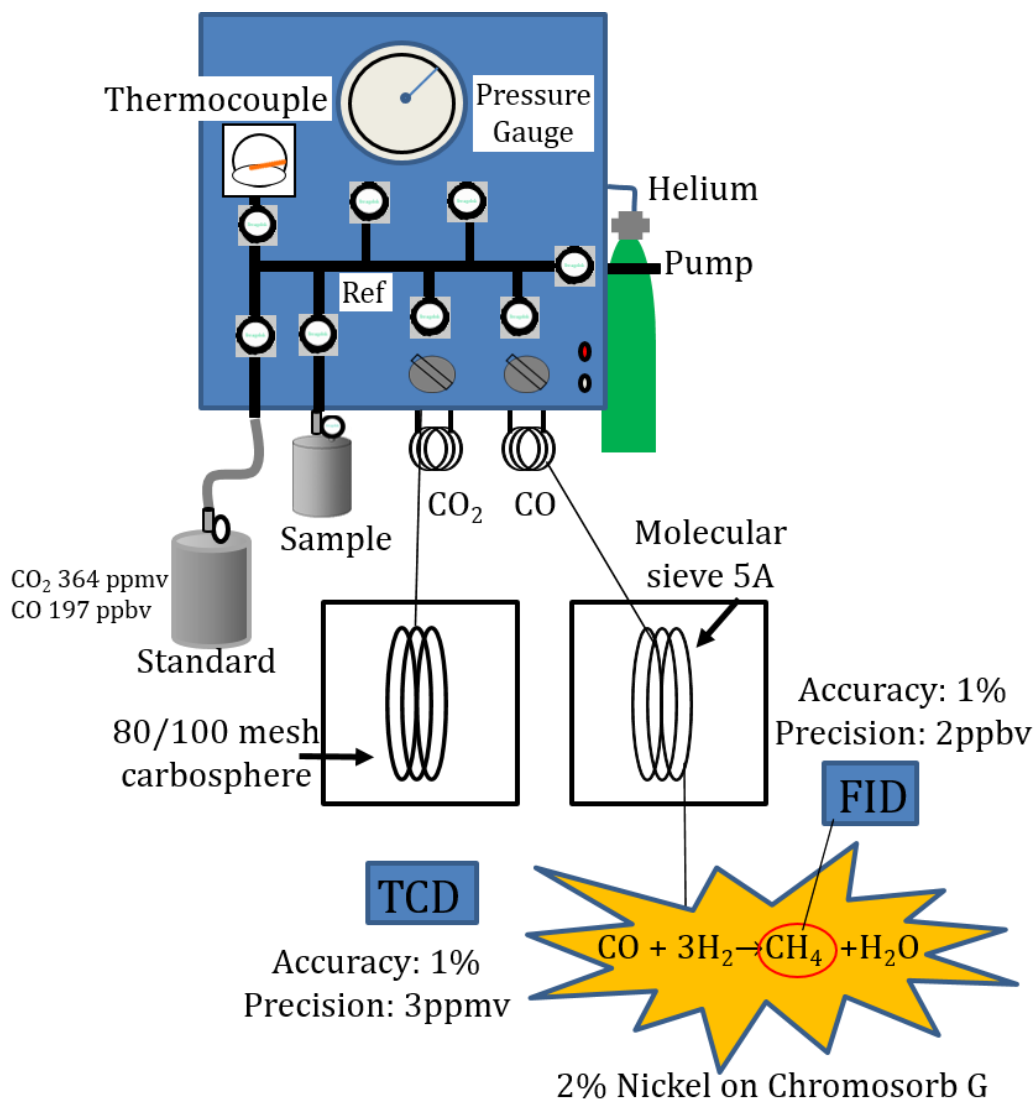 Thermocouple
Pressure
Gauge
Helium
Pump
Ref
CO₂
CO
Sample
Molecular
sieve 5A
CO₂ 364 ppmv
CO 197 ppbv
Standard
80/100 mesh
carbosphere
Accuracy: 1%
Precision: 2ppbv
FID
TCD
CO + 3H₂→CH₄ +H₂O
Accuracy: 1%
Precision: 3ppmv
2% Nickel on Chromosorb G